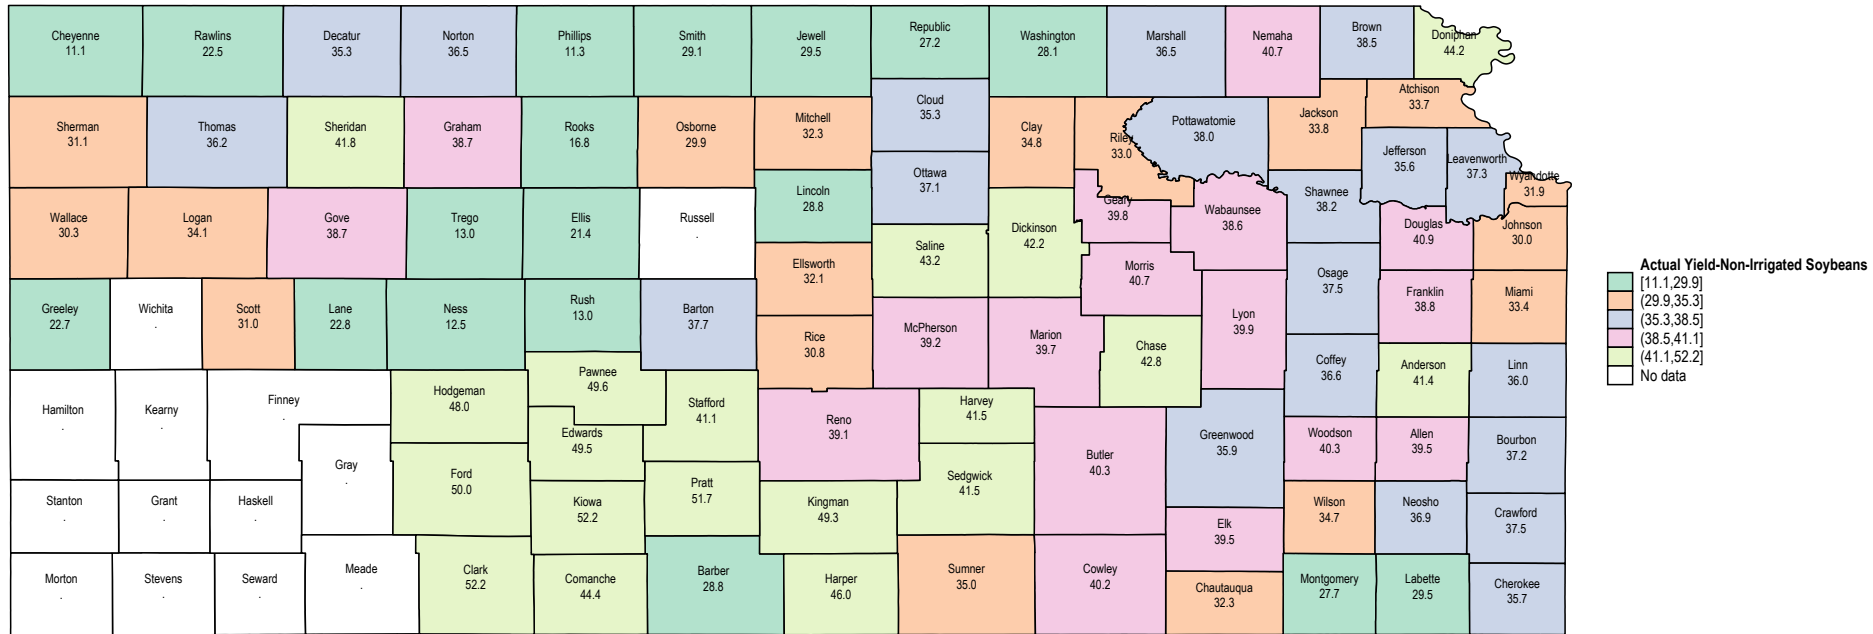 Cheyenne
11.1
Rawlins
22.5
Decatur
35.3
Norton
36.5
Phillips
11.3
Smith
29.1
Jewell
29.5
Republic
27.2
Washington
28.1
Marshall
36.5
Nemaha
40.7
Brown
38.5
Doniphan
44.2
Sherman
31.1
Thomas
36.2
Sheridan
41.8
Graham
38.7
Rooks
16.8
Osborne
29.9
Mitchell
32.3
Cloud
35.3
Clay
34.8
Riley
33.0
Pottawatomie
38.0
Jackson
33.8
Atchison
33.7
Jefferson
35.6
Leavenworth
37.3
Wyandotte
31.9
Wallace
30.3
Logan
34.1
Gove
38.7
Trego
13.0
Ellis
21.4
Russell
.
Lincoln
28.8
Ottawa
37.1
Saline
43.2
Dickinson
42.2
Geary
39.8
Wabaunsee
38.6
Shawnee
38.2
Douglas
40.9
Johnson
30.0
Ellsworth
32.1
Morris
40.7
Osage
37.5
Franklin
38.8
Miami
33.4
Greeley
22.7
Wichita
.
Scott
31.0
Lane
22.8
Ness
12.5
Rush
13.0
Barton
37.7
Rice
30.8
McPherson
39.2
Marion
39.7
Chase
42.8
Lyon
39.9
Coffey
36.6
Anderson
41.4
Linn
36.0
Hamilton
.
Kearny
.
Finney
.
Hodgeman
48.0
Pawnee
49.6
Stafford
41.1
Edwards
49.5
Reno
39.1
Harvey
41.5
Butler
40.3
Greenwood
35.9
Woodson
40.3
Allen
39.5
Bourbon
37.2
Gray
.
Ford
50.0
Kiowa
52.2
Pratt
51.7
Kingman
49.3
Sedgwick
41.5
Stanton
.
Grant
.
Haskell
.
Elk
39.5
Wilson
34.7
Neosho
36.9
Crawford
37.5
Morton
.
Stevens
.
Seward
.
Meade
.
Clark
52.2
Comanche
44.4
Barber
28.8
Harper
46.0
Sumner
35.0
Cowley
40.2
Chautauqua
32.3
Montgomery
27.7
Labette
29.5
Cherokee
35.7
Actual Yield-Non-Irrigated Soybeans
[11.1,29.9]
(29.9,35.3]
(35.3,38.5]
(38.5,41.1]
(41.1,52.2]
No data